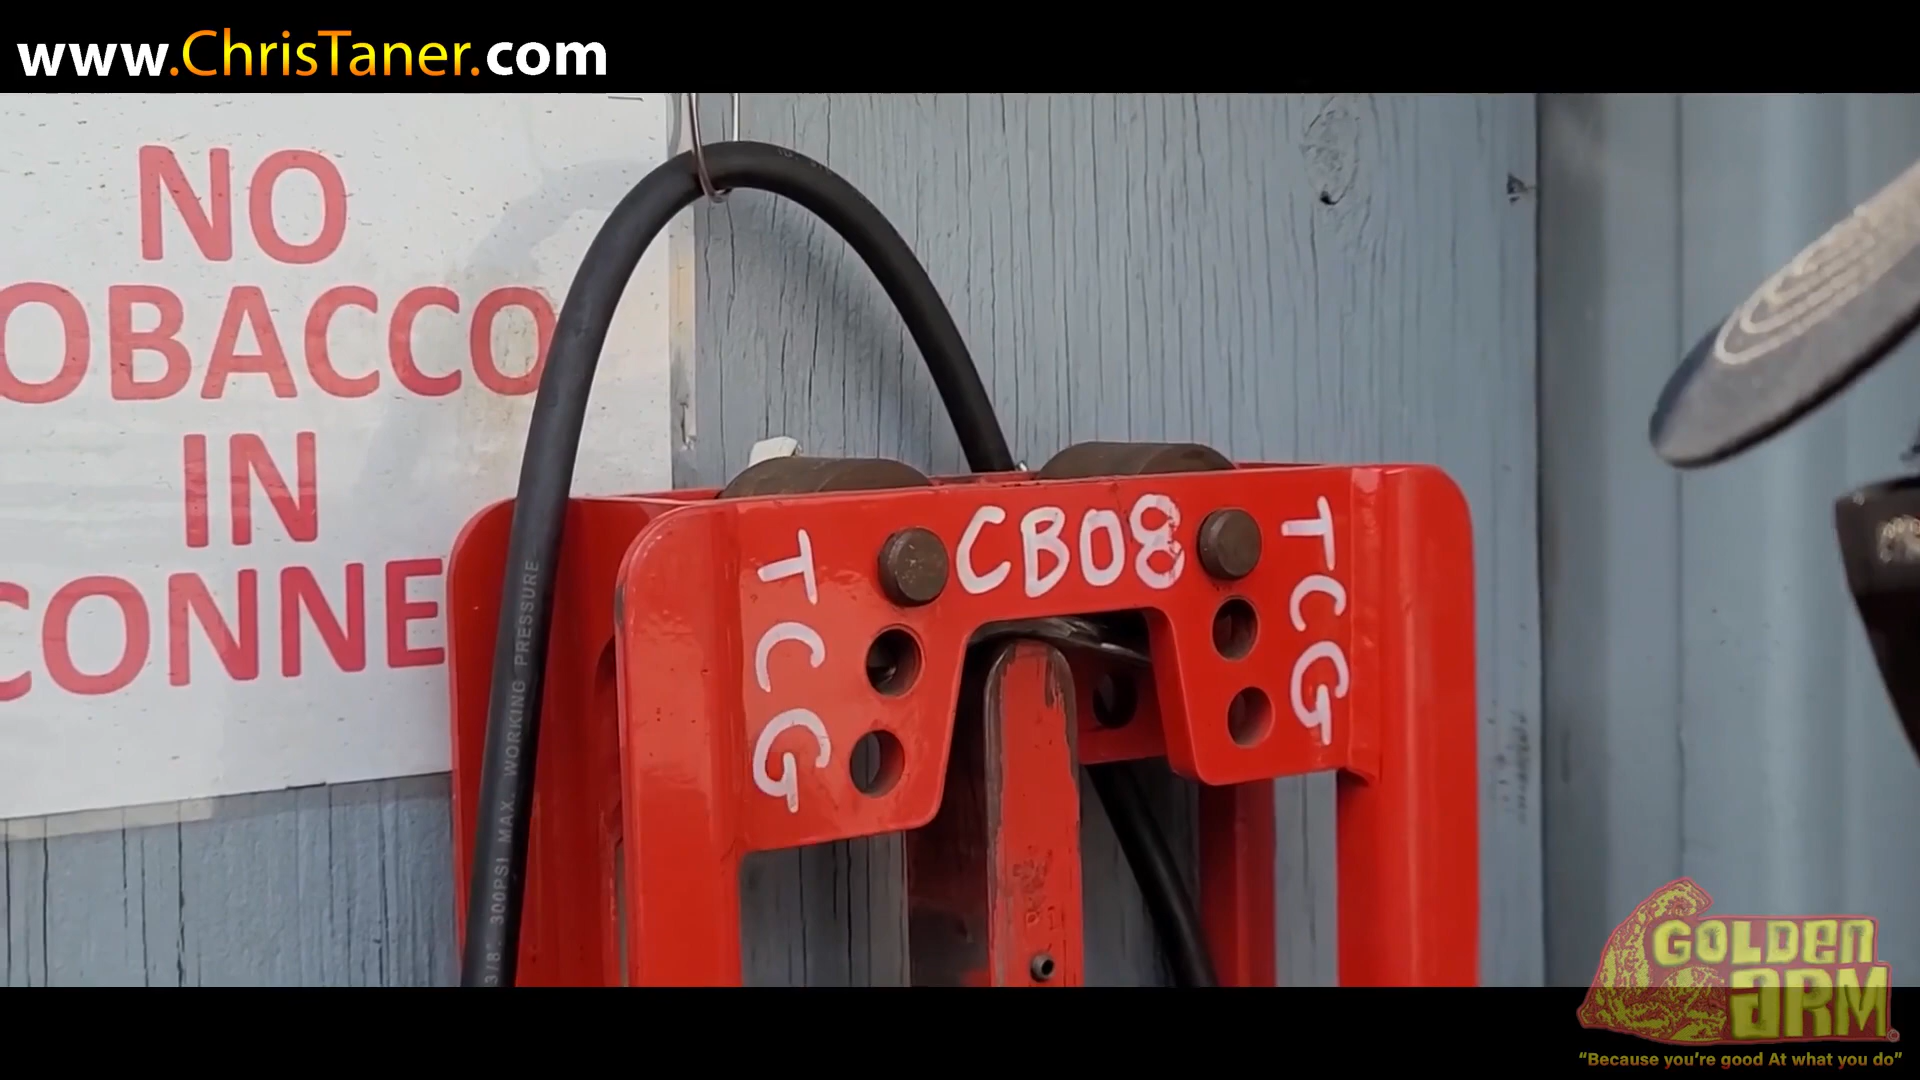 www.ChrisTaner.com
NO
OBACCO
IN
CONNE
CB08
TCG
TCG
3/8". 300PSI MAX. WORKING PRESSURE
GOLDEN
ARM
"Because you're good At what you do"